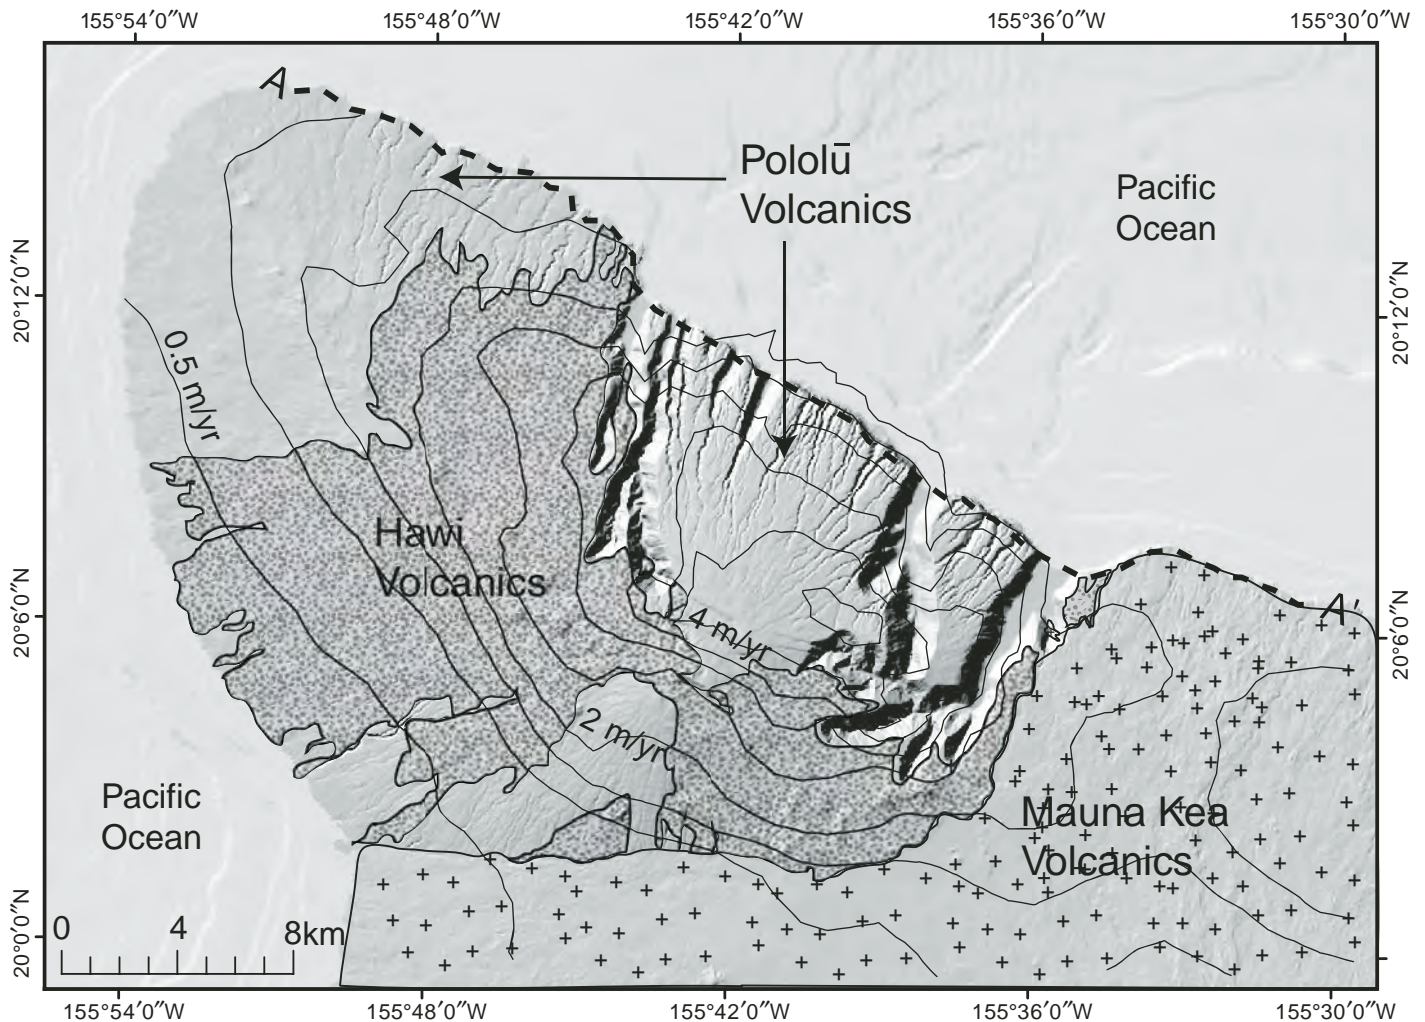 155°54′0″W
155°48′0″W
155°42′0″W
155°36′0″W
155°30′0″W
A
Pololū
Volcanics
Pacific
Ocean
20°12′0″N
20°12′0″N
0.5 m/yr
Hawi
Volcanics
20°6′0″N
4 m/yr
A′
20°6′0″N
2 m/yr
Pacific
Ocean
Mauna Kea
Volcanics
20°0′0″N
0
4
8km
155°54′0″W
155°48′0″W
155°42′0″W
155°36′0″W
155°30′0″W